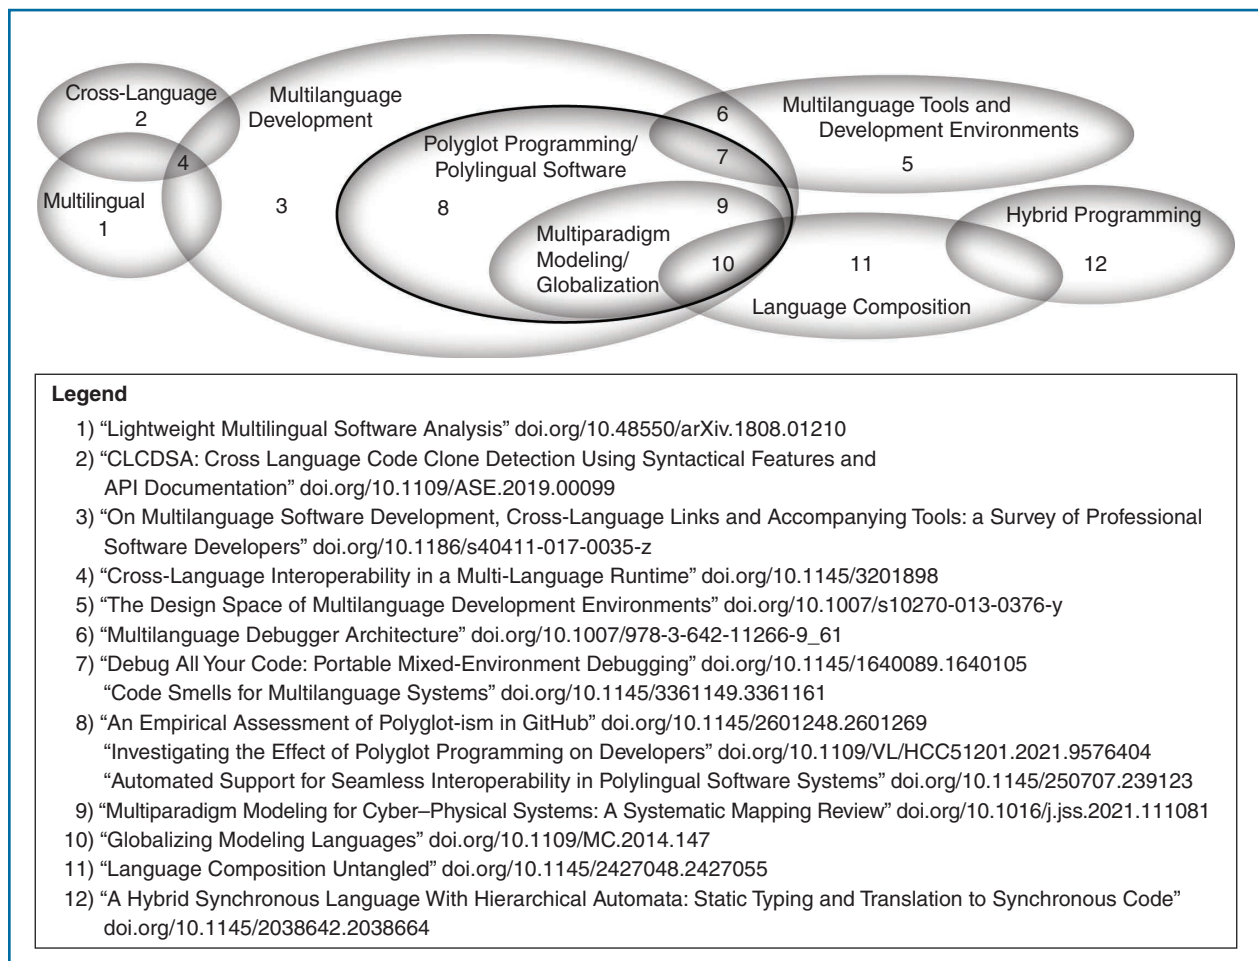 Cross-Language
2
Multilingual
1
4
Multilanguage
Development
3
Polyglot Programming/
Polylingual Software
8
Multiparadigm
Modeling/
Globalization
9
10
6
7
Multilanguage Tools and
Development Environments
5
11
Language Composition
Hybrid Programming
12
Legend
1) “Lightweight Multilingual Software Analysis” doi.org/10.48550/arXiv.1808.01210
2) “CLCDSA: Cross Language Code Clone Detection Using Syntactical Features and
API Documentation” doi.org/10.1109/ASE.2019.00099
3) “On Multilanguage Software Development, Cross-Language Links and Accompanying Tools: a Survey of Professional
Software Developers” doi.org/10.1186/s40411-017-0035-z
4) “Cross-Language Interoperability in a Multi-Language Runtime” doi.org/10.1145/3201898
5) “The Design Space of Multilanguage Development Environments” doi.org/10.1007/s10270-013-0376-y
6) “Multilanguage Debugger Architecture” doi.org/10.1007/978-3-642-11266-9_61
7) “Debug All Your Code: Portable Mixed-Environment Debugging” doi.org/10.1145/1640089.1640105
“Code Smells for Multilanguage Systems” doi.org/10.1145/3361149.3361161
8) “An Empirical Assessment of Polyglot-ism in GitHub” doi.org/10.1145/2601248.2601269
“Investigating the Effect of Polyglot Programming on Developers” doi.org/10.1109/VL/HCC51201.2021.9576404
“Automated Support for Seamless Interoperability in Polylingual Software Systems” doi.org/10.1145/250707.239123
9) “Multiparadigm Modeling for Cyber–Physical Systems: A Systematic Mapping Review” doi.org/10.1016/j.jss.2021.111081
10) “Globalizing Modeling Languages” doi.org/10.1109/MC.2014.147
11) “Language Composition Untangled” doi.org/10.1145/2427048.2427055
12) “A Hybrid Synchronous Language With Hierarchical Automata: Static Typing and Translation to Synchronous Code”
doi.org/10.1145/2038642.2038664